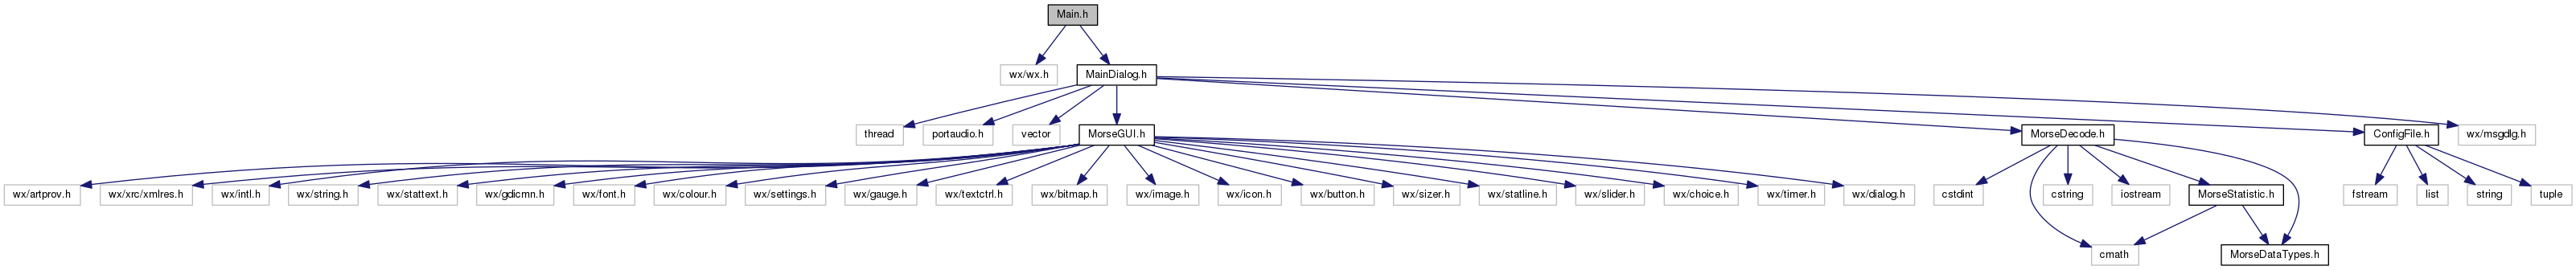 Main.h
wx/wx.h
MainDialog.h
thread
portaudio.h
vector
MorseGUI.h
MorseDecode.h
ConfigFile.h
wx/msgdlg.h
wx/artprov.h
wx/xrc/xmlres.h
wx/intl.h
wx/string.h
wx/stattext.h
wx/gdicmn.h
wx/font.h
wx/colour.h
wx/settings.h
wx/gauge.h
wx/textctrl.h
wx/bitmap.h
wx/image.h
wx/icon.h
wx/button.h
wx/sizer.h
wx/statline.h
wx/slider.h
wx/choice.h
wx/timer.h
wx/dialog.h
cstdint
cstring
iostream
MorseStatistic.h
fstream
list
string
tuple
cmath
MorseDataTypes.h